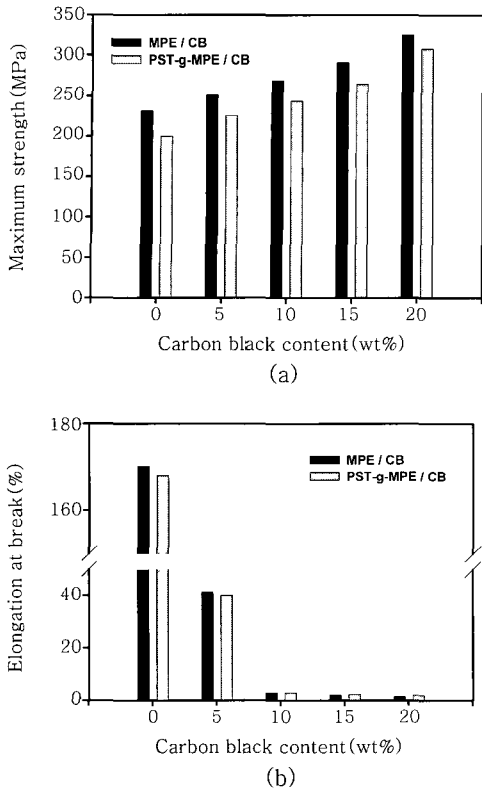 350
300
250
200
150
100
50
0
Maximum strength(MPa)
MPE / CB
PST-g-MPE / CB
0 5 10 15 20
Carbon black content(wt%)
(a)
180
160
40
20
0
Elongation at break(%)
MPE / CB
PST-g-MPE / CB
0 5 10 15 20
Carbon black content(wt%)
(b)